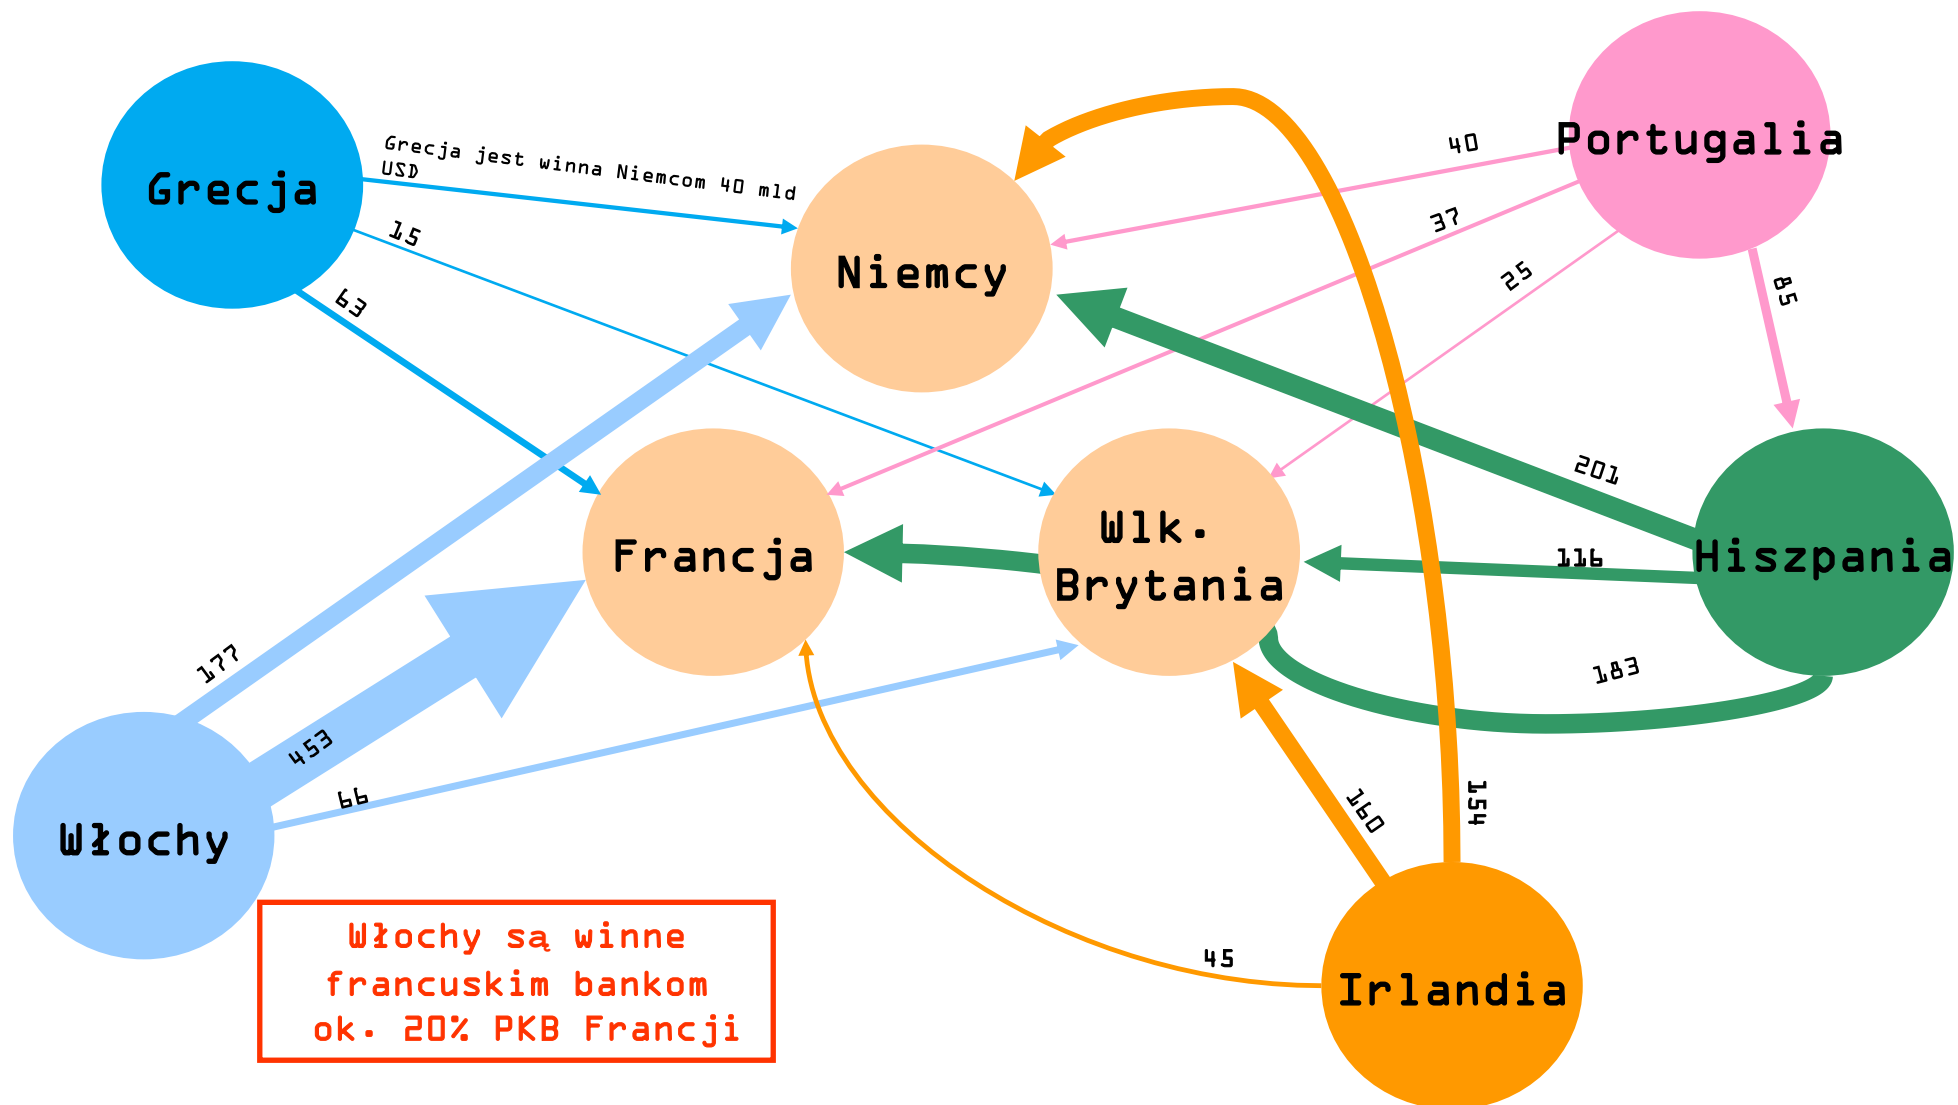 Portugalia
Grecja
Grecja jest winna Niemcom 40 mld
USD
40
15
37
Niemcy
25
63
85
201
Wlk.
Brytania
Francja
116
Hiszpania
177
183
453
66
154
160
Włochy
Włochy są winne
francuskim bankom
ok. 20% PKB Francji
45
Irlandia